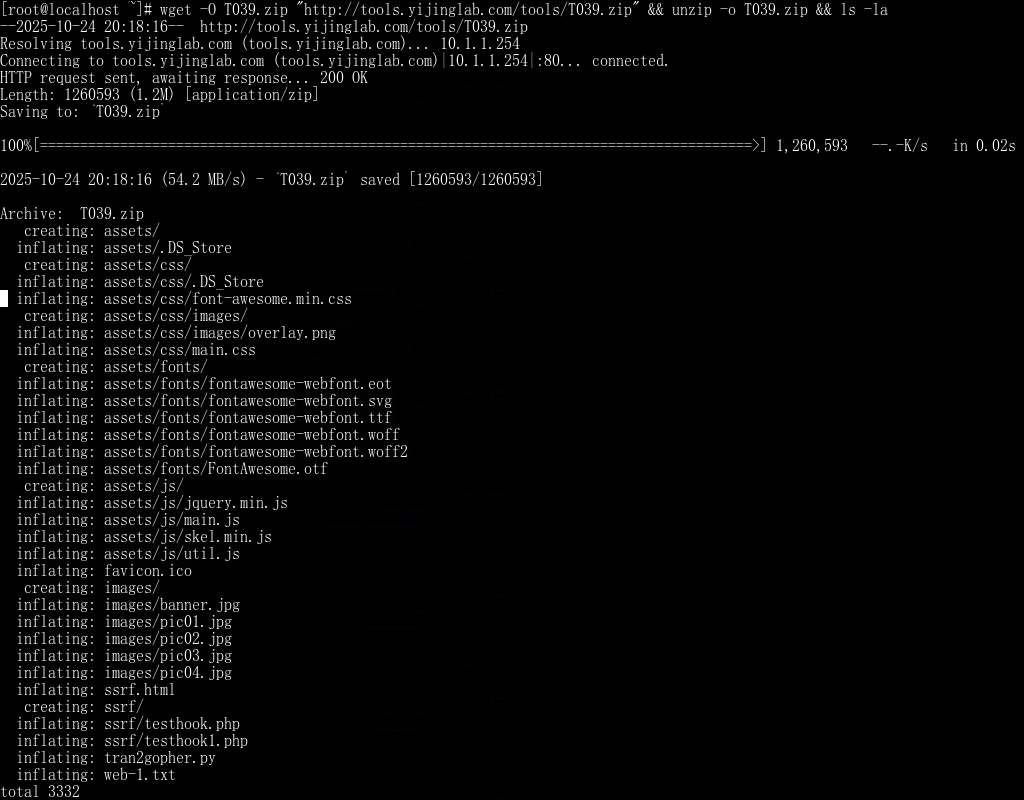 [root@localhost ~]# wget -O T039.zip "http://tools.yijinglab.com/tools/T039.zip" && unzip -o T039.zip && ls -la
--2025-10-24 20:18:16--  http://tools.yijinglab.com/tools/T039.zip
Resolving tools.yijinglab.com (tools.yijinglab.com)... 10.1.1.254
Connecting to tools.yijinglab.com (tools.yijinglab.com)|10.1.1.254|:80... connected.
HTTP request sent, awaiting response... 200 OK
Length: 1260593 (1.2M) [application/zip]
Saving to: ‘T039.zip’
100%[=========================================================================================>] 1,260,593   --.-K/s   in 0.02s
2025-10-24 20:18:16 (54.2 MB/s) - ‘T039.zip’ saved [1260593/1260593]
Archive:  T039.zip
   creating: assets/
  inflating: assets/.DS_Store
   creating: assets/css/
  inflating: assets/css/.DS_Store
  inflating: assets/css/font-awesome.min.css
   creating: assets/css/images/
  inflating: assets/css/images/overlay.png
  inflating: assets/css/main.css
   creating: assets/fonts/
  inflating: assets/fonts/fontawesome-webfont.eot
  inflating: assets/fonts/fontawesome-webfont.svg
  inflating: assets/fonts/fontawesome-webfont.ttf
  inflating: assets/fonts/fontawesome-webfont.woff
  inflating: assets/fonts/fontawesome-webfont.woff2
  inflating: assets/fonts/FontAwesome.otf
   creating: assets/js/
  inflating: assets/js/jquery.min.js
  inflating: assets/js/main.js
  inflating: assets/js/skel.min.js
  inflating: assets/js/util.js
  inflating: favicon.ico
   creating: images/
  inflating: images/banner.jpg
  inflating: images/pic01.jpg
  inflating: images/pic02.jpg
  inflating: images/pic03.jpg
  inflating: images/pic04.jpg
  inflating: ssrf.html
   creating: ssrf/
  inflating: ssrf/testhook.php
  inflating: ssrf/testhook1.php
  inflating: tran2gopher.py
  inflating: web-1.txt
total 3332